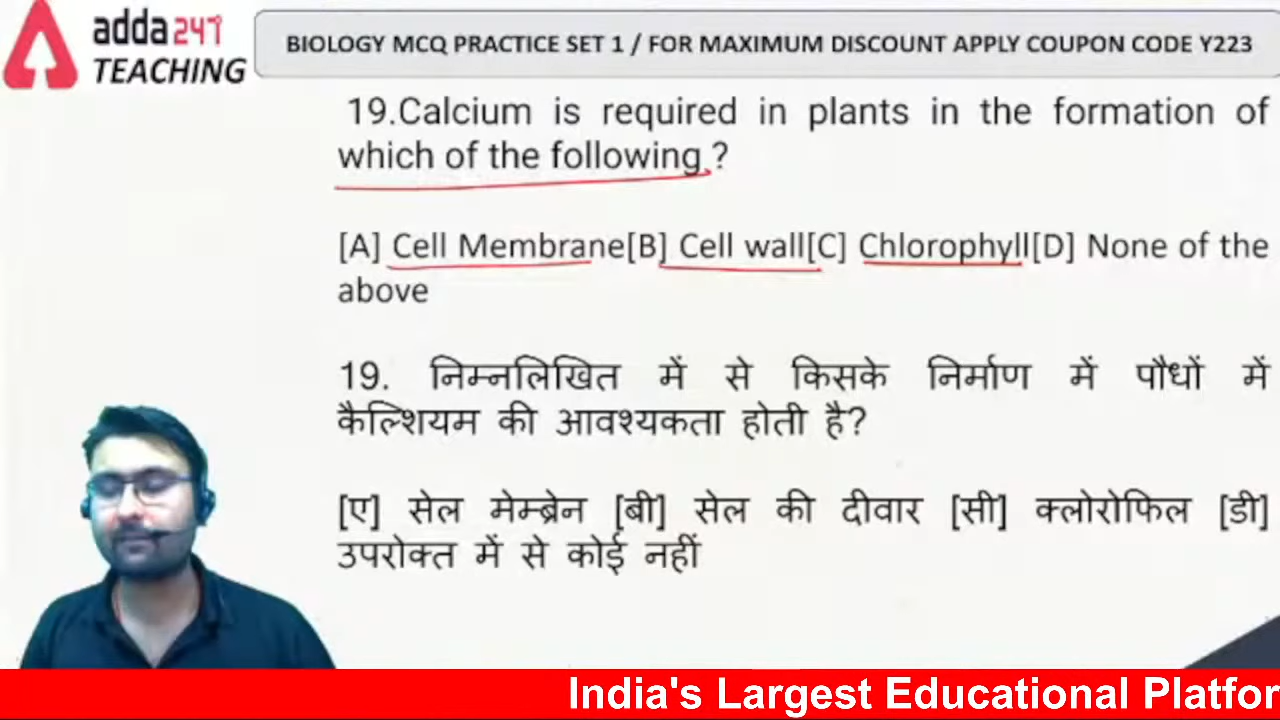 adda247
TEACHING
BIOLOGY MCQ PRACTICE SET 1 / FOR MAXIMUM DISCOUNT APPLY COUPON CODE Y223
19.Calcium is required in plants in the formation of
which of the following.?
[A] Cell Membrane[B] Cell wall[C] Chlorophyll[D] None of the
above
19. निम्नलिखित में से किसके निर्माण में पौधों में
कैल्शियम की आवश्यकता होती है?
[ए] सेल मेम्ब्रेन [बी] सेल की दीवार [सी] क्लोरोफिल [डी]
उपरोक्त में से कोई नहीं
India's Largest Educational Platfor